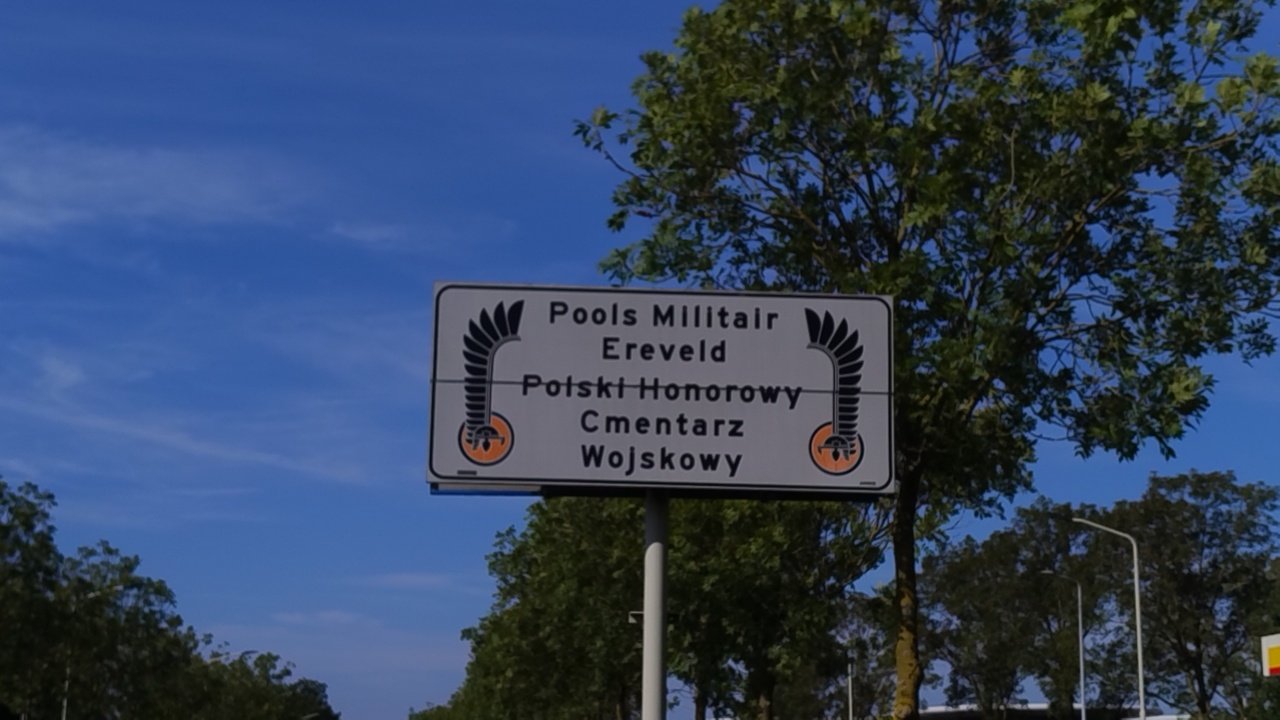 Pools Militair
Ereveld
Polski Honorowy
Cmentarz
Wojskowy